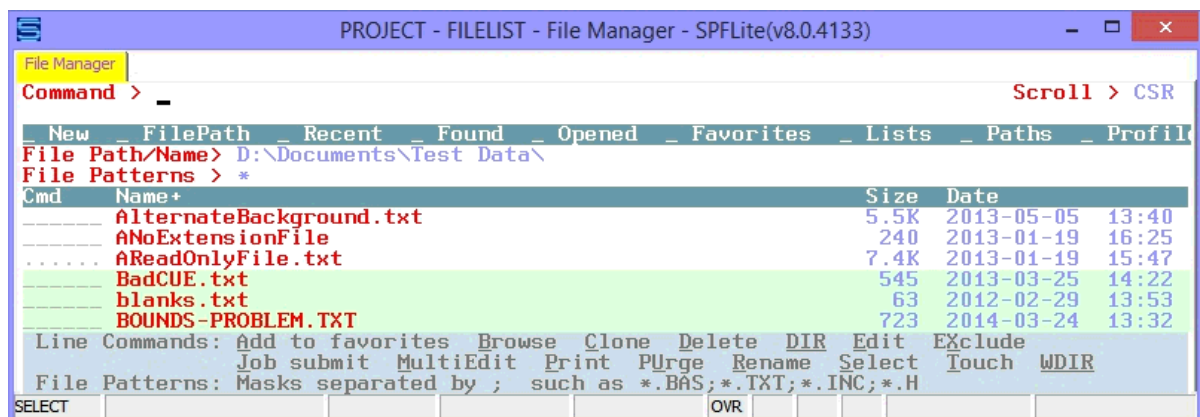 PROJECT - FILELIST - File Manager - SPFLite(v8.0.4133)
File Manager
Command > _ Scroll > CSR
_ New _ FilePath _ Recent _ Found _ Opened _ Favorites _ Lists _ Paths _ Profil
File Path/Name> D:\Documents\Test Data\
File Patterns > *
Cmd Name+ Size Date
______ AlternateBackground.txt 5.5K 2013-05-05 13:40
______ ANoExtensionFile 240 2013-01-19 16:25
...... AReadOnlyFile.txt 7.4K 2013-01-19 15:47
______ BadCUE.txt 545 2013-03-25 14:22
______ blanks.txt 63 2012-02-29 13:53
______ BOUNDS-PROBLEM.TXT 723 2014-03-24 13:32
Line Commands: Add to favorites Browse Clone Delete DIR Edit EXclude
Job submit MultiEdit Print PUrge Rename Select Touch WDIR
File Patterns: Masks separated by ; such as *.BAS;*.TXT;*.INC;*.H
SELECT OVR